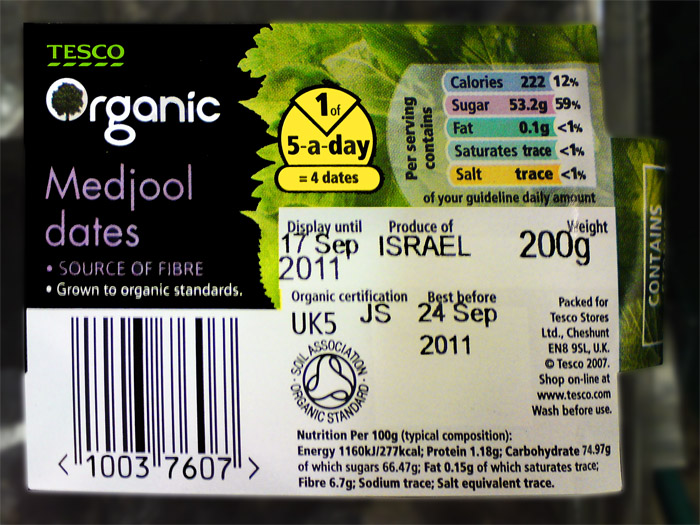 TESCO
Organic
Medjool
dates
• SOURCE OF FIBRE
• Grown to organic standards.
1 of
5-a-day
= 4 dates
Per serving
contains
Calories 222 12%
Sugar 53.2g 59%
Fat 0.1g <1%
Saturates trace <1%
Salt trace <1%
of your guideline daily amount
Display until
17 Sep
2011
Produce of
ISRAEL
Weight
200g
Organic certification
UK5 JS
Best before
24 Sep
2011
SOIL ASSOCIATION
ORGANIC STANDARD
Packed for
Tesco Stores
Ltd., Cheshunt
EN8 9SL, U.K.
© Tesco 2007.
Shop on-line at
www.tesco.com
Wash before use.
Nutrition Per 100g (typical composition):
Energy 1160kJ/277kcal; Protein 1.18g; Carbohydrate 74.97g
of which sugars 66.47g; Fat 0.15g of which saturates trace;
Fibre 6.7g; Sodium trace; Salt equivalent trace.
< 1003 7607 >
CONTAINS